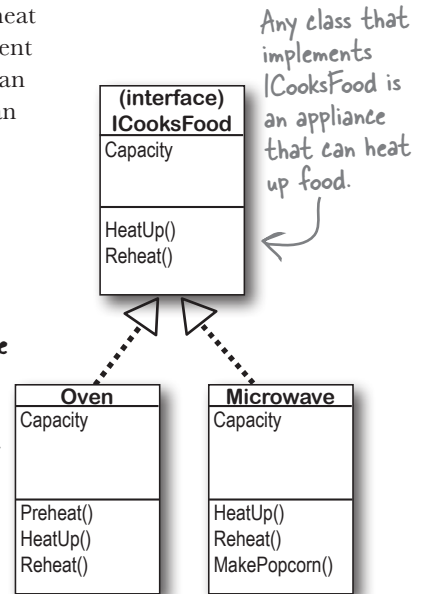 heat
ent
an
an
Any class that
implements
ICooksFood is
an appliance
that can heat
up food.
(interface)
ICooksFood
Capacity
HeatUp()
Reheat()
e
Oven
Capacity
Preheat()
HeatUp()
Reheat()
Microwave
Capacity
HeatUp()
Reheat()
MakePopcorn()